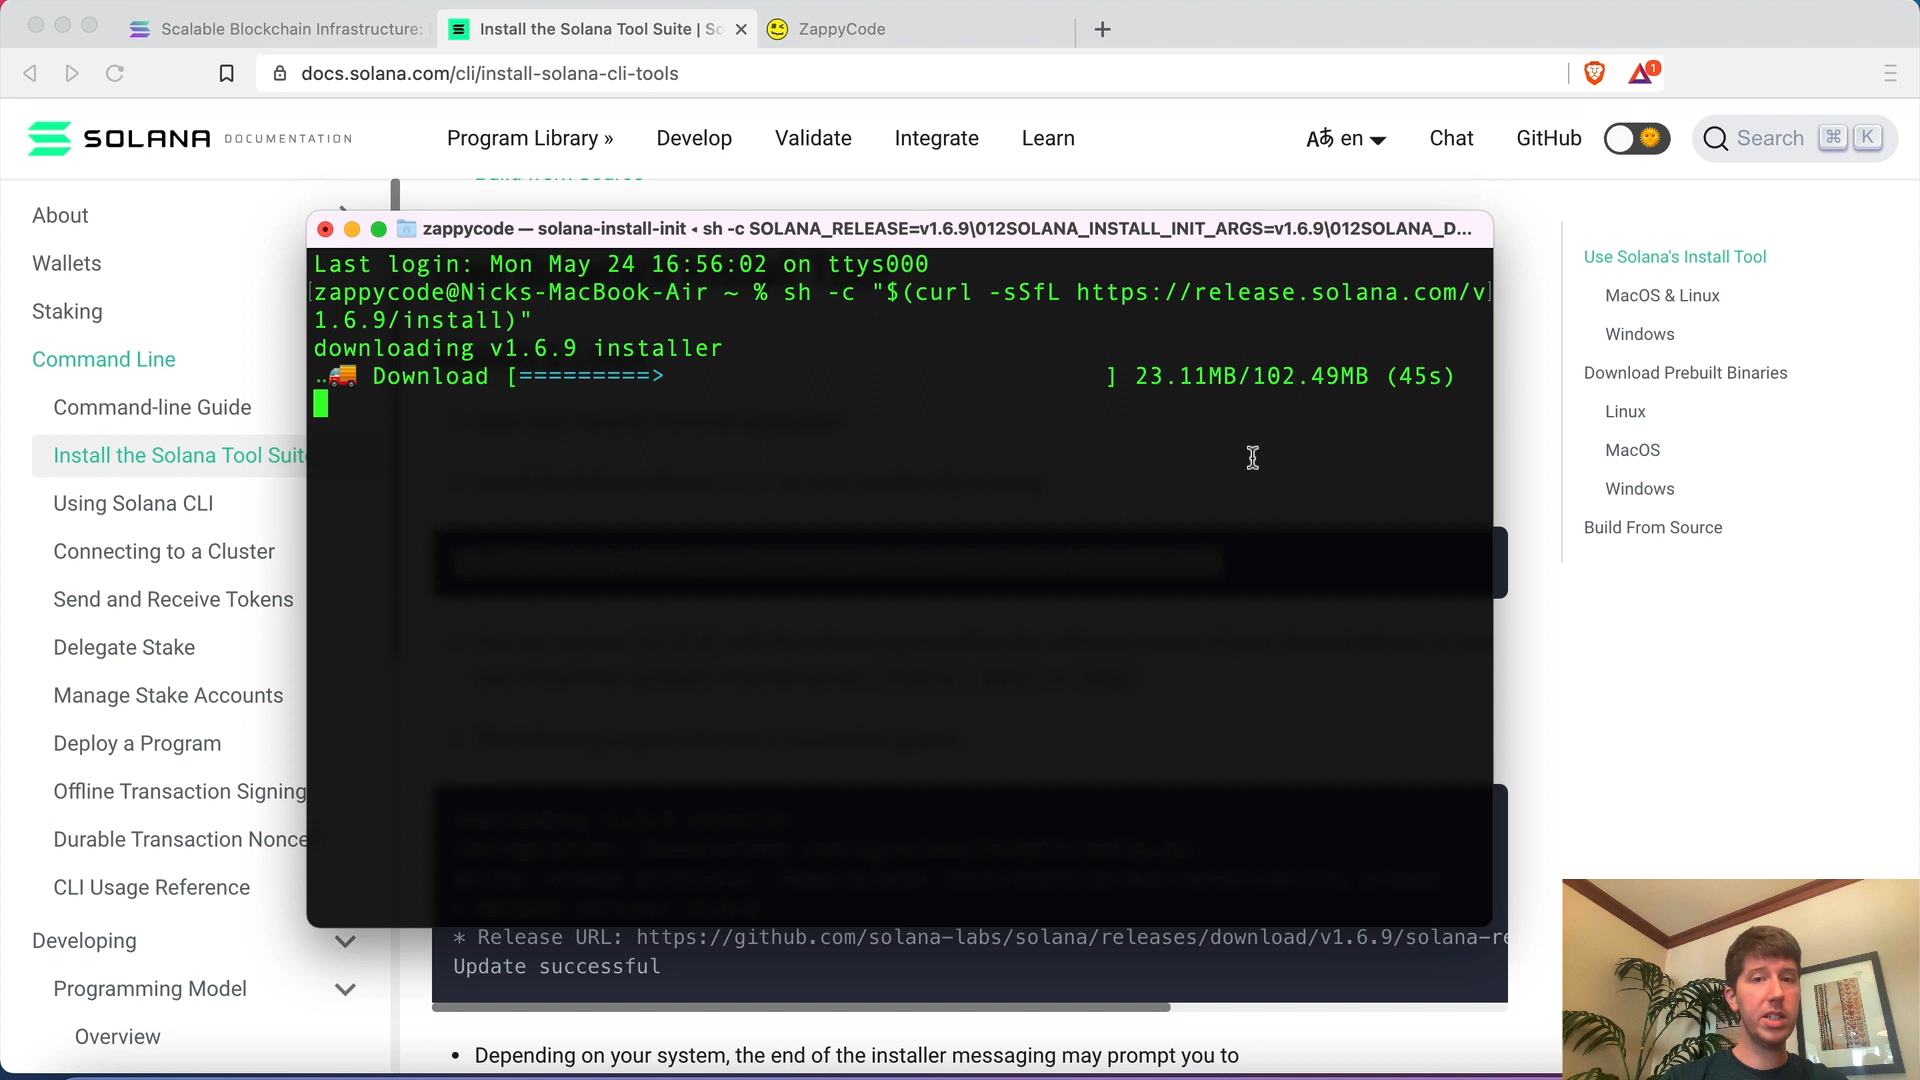 Scalable Blockchain Infrastructure:
Install the Solana Tool Suite | So
ZappyCode
docs.solana.com/cli/install-solana-cli-tools
1
SOLANA DOCUMENTATION
Program Library »
Develop
Validate
Integrate
Learn
en
Chat
GitHub
Search
⌘ K
About
Wallets
Staking
Command Line
Command-line Guide
Install the Solana Tool Suit
Using Solana CLI
Connecting to a Cluster
Send and Receive Tokens
Delegate Stake
Manage Stake Accounts
Deploy a Program
Offline Transaction Signing
Durable Transaction Nonce
CLI Usage Reference
Developing
Programming Model
Overview
zappycode — solana-install-init ◂ sh -c SOLANA_RELEASE=v1.6.9\012SOLANA_INSTALL_INIT_ARGS=v1.6.9\012SOLANA_D...
Last login: Mon May 24 16:56:02 on ttys000
zappycode@Nicks-MacBook-Air ~ % sh -c "$(curl -sSfL https://release.solana.com/v
1.6.9/install)"
downloading v1.6.9 installer
..🚚 Download [=========> ] 23.11MB/102.49MB (45s)
* Release URL: https://github.com/solana-labs/solana/releases/download/v1.6.9/solana-re
Update successful
• Depending on your system, the end of the installer messaging may prompt you to
Use Solana's Install Tool
MacOS & Linux
Windows
Download Prebuilt Binaries
Linux
MacOS
Windows
Build From Source